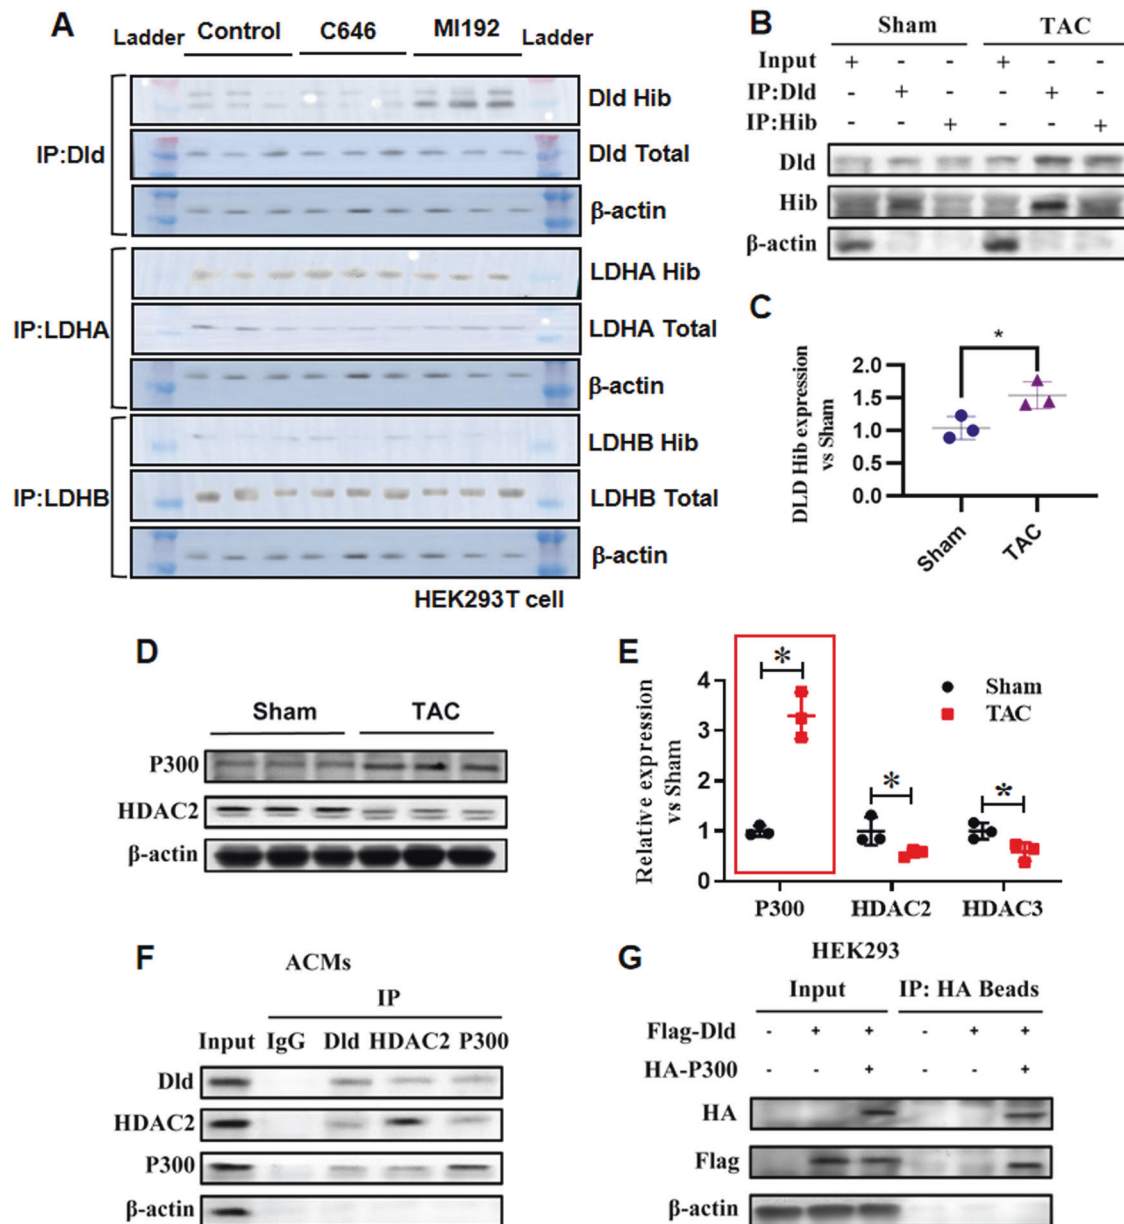 A
Ladder Control C646 MI192 Ladder
IP:Dld
Dld Hib
Dld Total
β-actin
IP:LDHA
LDHA Hib
LDHA Total
β-actin
IP:LDHB
LDHB Hib
LDHB Total
β-actin
HEK293T cell
B
Sham TAC
Input + - - + - -
IP:Dld - + - - + -
IP:Hib - - + - - +
Dld
Hib
β-actin
C
DLD Hib expression
vs Sham
*
2.0
1.5
1.0
0.5
0.0
Sham TAC
D
Sham TAC
P300
HDAC2
β-actin
E
Relative expression
vs Sham
* * *
Sham
TAC
4
3
2
1
0
P300 HDAC2 HDAC3
F
ACMs
IP
Input IgG Dld HDAC2 P300
Dld
HDAC2
P300
β-actin
G
HEK293
Input IP: HA Beads
Flag-Dld - + + - + +
HA-P300 - - + - - +
HA
Flag
β-actin